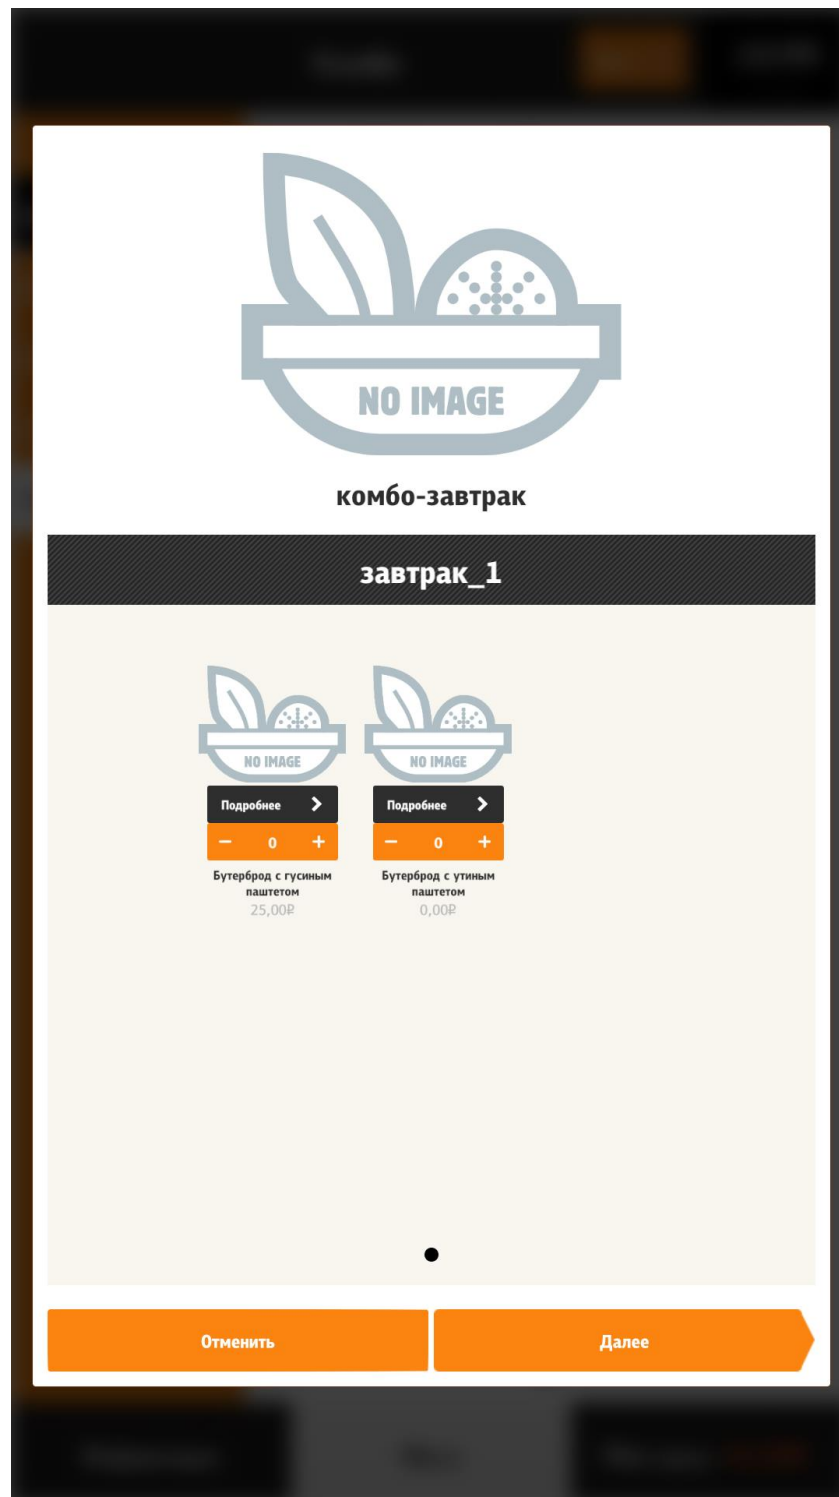 NO IMAGE
комбо-завтрак
завтрак_1
NO IMAGE
NO IMAGE
Подробнее
Подробнее
− 0 +
− 0 +
Бутерброд с гусиным
паштетом
25,00₽
Бутерброд с утиным
паштетом
0,00₽
Отменить
Далее